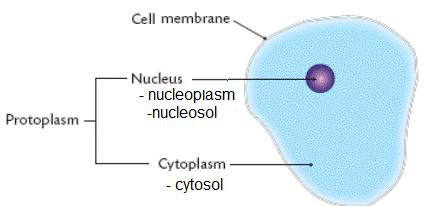 Cell membrane
Nucleus
- nucleoplasm
-nucleosol
Protoplasm
Cytoplasm
- cytosol